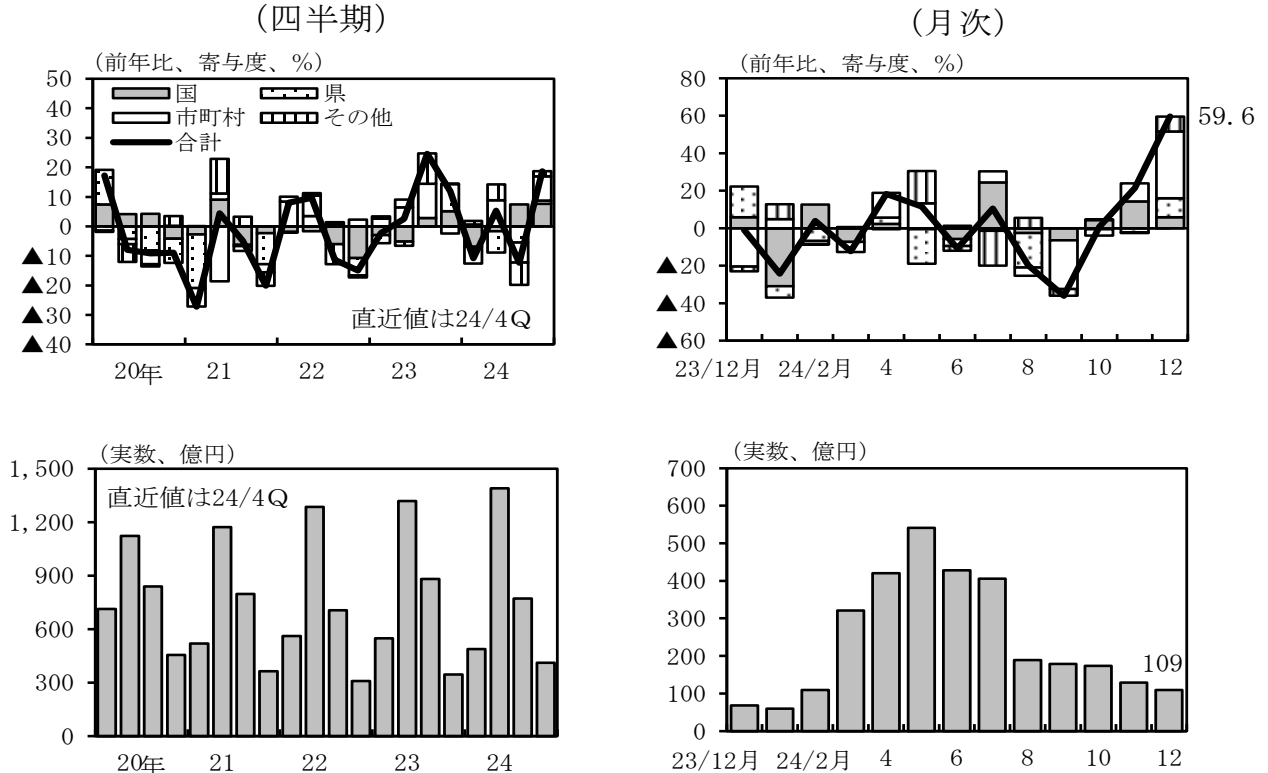 (四半期)
(前年比、寄与度、%)
50
40
30
20
10
0
▲10
▲20
▲30
▲40
国
県
市町村
その他
合計
直近値は24/4Q
20年 21 22 23 24
(月次)
(前年比、寄与度、%)
80
60
40
20
0
▲20
▲40
▲60
59.6
23/12月 24/2月 4 6 8 10 12
(実数、億円)
1,500
1,200
900
600
300
0
直近値は24/4Q
20年 21 22 23 24
(実数、億円)
700
600
500
400
300
200
100
0
109
23/12月 24/2月 4 6 8 10 12